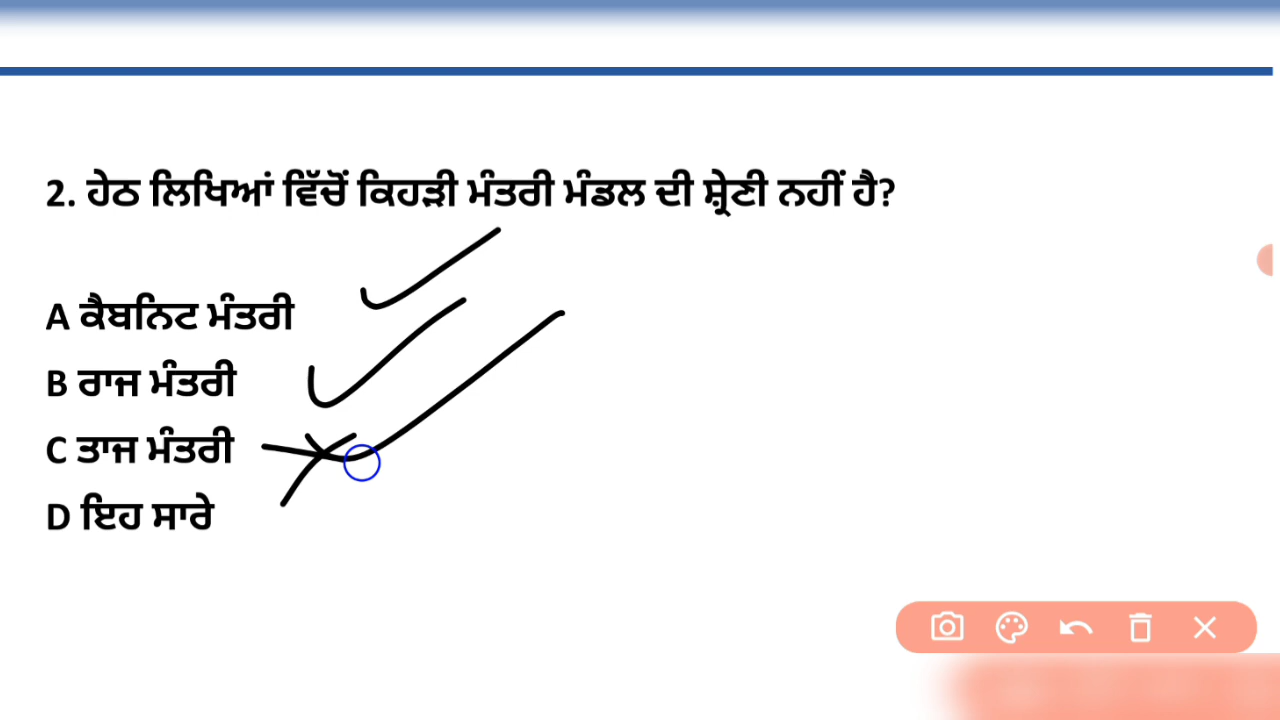 2. ਹੇਠ ਲਿਖਿਆਂ ਵਿੱਚੋਂ ਕਿਹੜੀ ਮੰਤਰੀ ਮੰਡਲ ਦੀ ਸ਼੍ਰੇਣੀ ਨਹੀਂ ਹੈ?
A ਕੈਬਨਿਟ ਮੰਤਰੀ
B ਰਾਜ ਮੰਤਰੀ
C ਤਾਜ ਮੰਤਰੀ
D ਇਹ ਸਾਰੇ